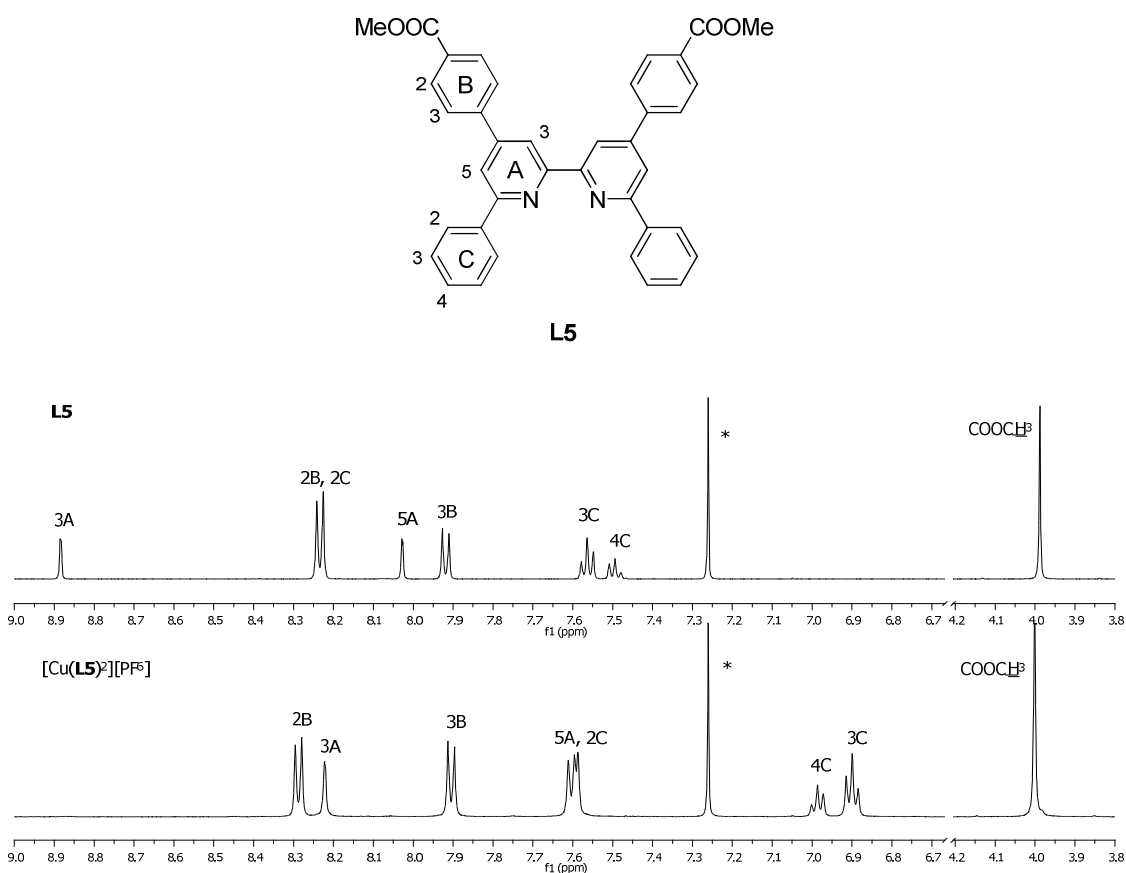 MeOOC COOMe
2 B
3 3
5 A
N N
2
3 C
4
L5
L5
COOCH3
*
2B, 2C
3A 5A 3B 3C
4C
9.0 8.9 8.8 8.7 8.6 8.5 8.4 8.3 8.2 8.1 8.0 7.9 7.8 7.7 7.6 7.5 7.4 7.3 7.2 7.1 7.0 6.9 6.8 6.7 4.2 4.1 4.0 3.9 3.8
f1 (ppm)
[Cu(L5)2][PF6]
*
COOCH3
2B 3A 3B 5A, 2C 4C 3C
9.0 8.9 8.8 8.7 8.6 8.5 8.4 8.3 8.2 8.1 8.0 7.9 7.8 7.7 7.6 7.5 7.4 7.3 7.2 7.1 7.0 6.9 6.8 6.7 4.2 4.1 4.0 3.9 3.8
f1 (ppm)